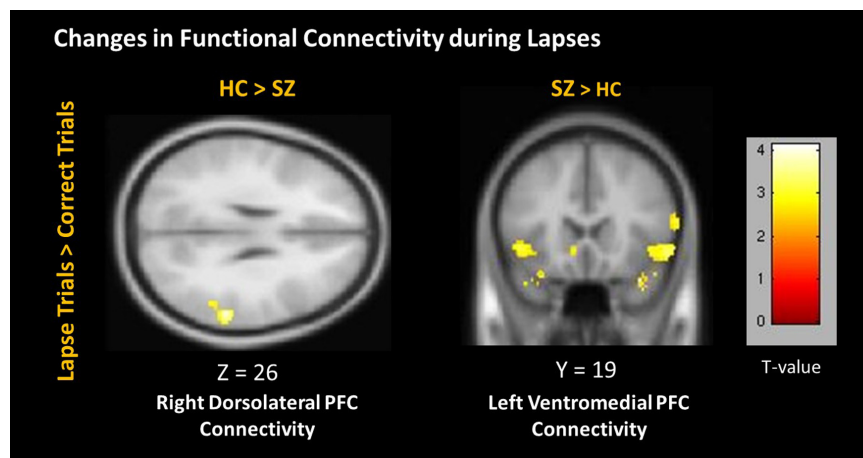 Changes in Functional Connectivity during Lapses
HC > SZ
SZ > HC
Lapse Trials > Correct Trials
4
3
2
1
0
Z = 26
Y = 19
T-value
Right Dorsolateral PFC
Connectivity
Left Ventromedial PFC
Connectivity